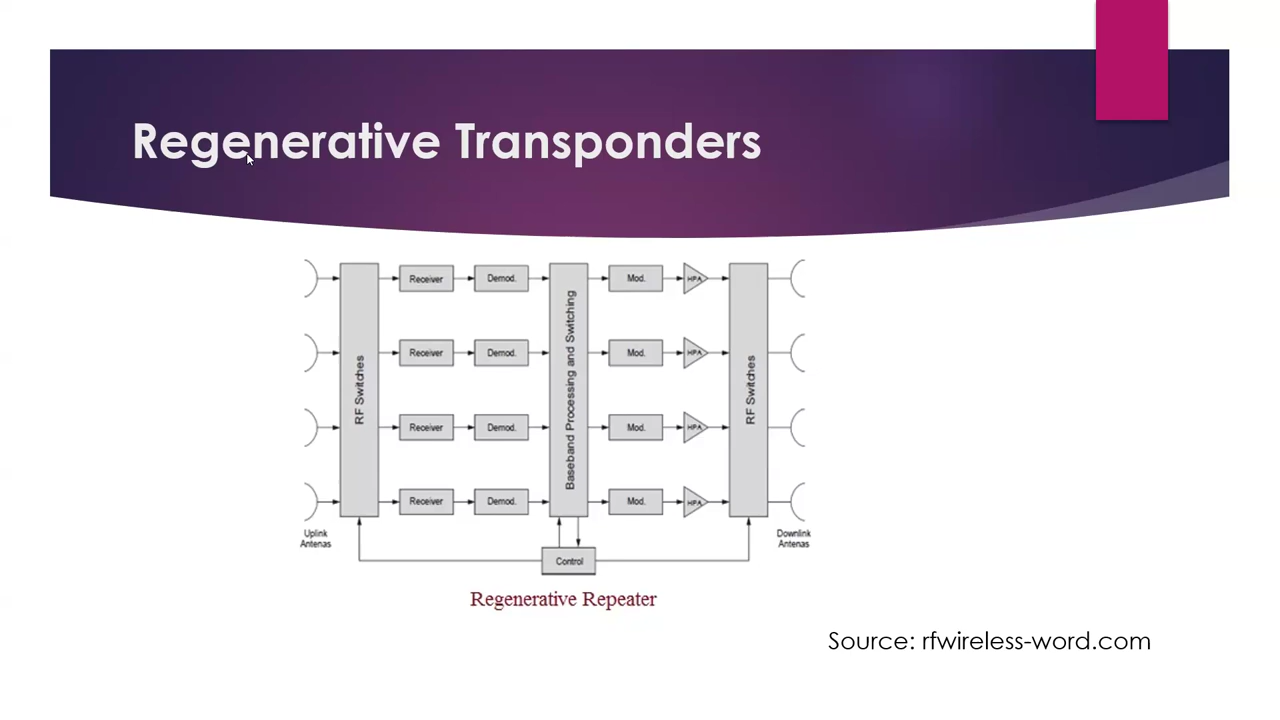 Regenerative Transponders
RF Switches
Receiver
Demod.
Baseband Processing and Switching
Mod.
HPA
RF Switches
Receiver
Demod.
Mod.
HPA
Receiver
Demod.
Mod.
HPA
Receiver
Demod.
Mod.
HPA
Uplink
Antenas
Downlink
Antenas
Control
Regenerative Repeater
Source: rfwireless-word.com